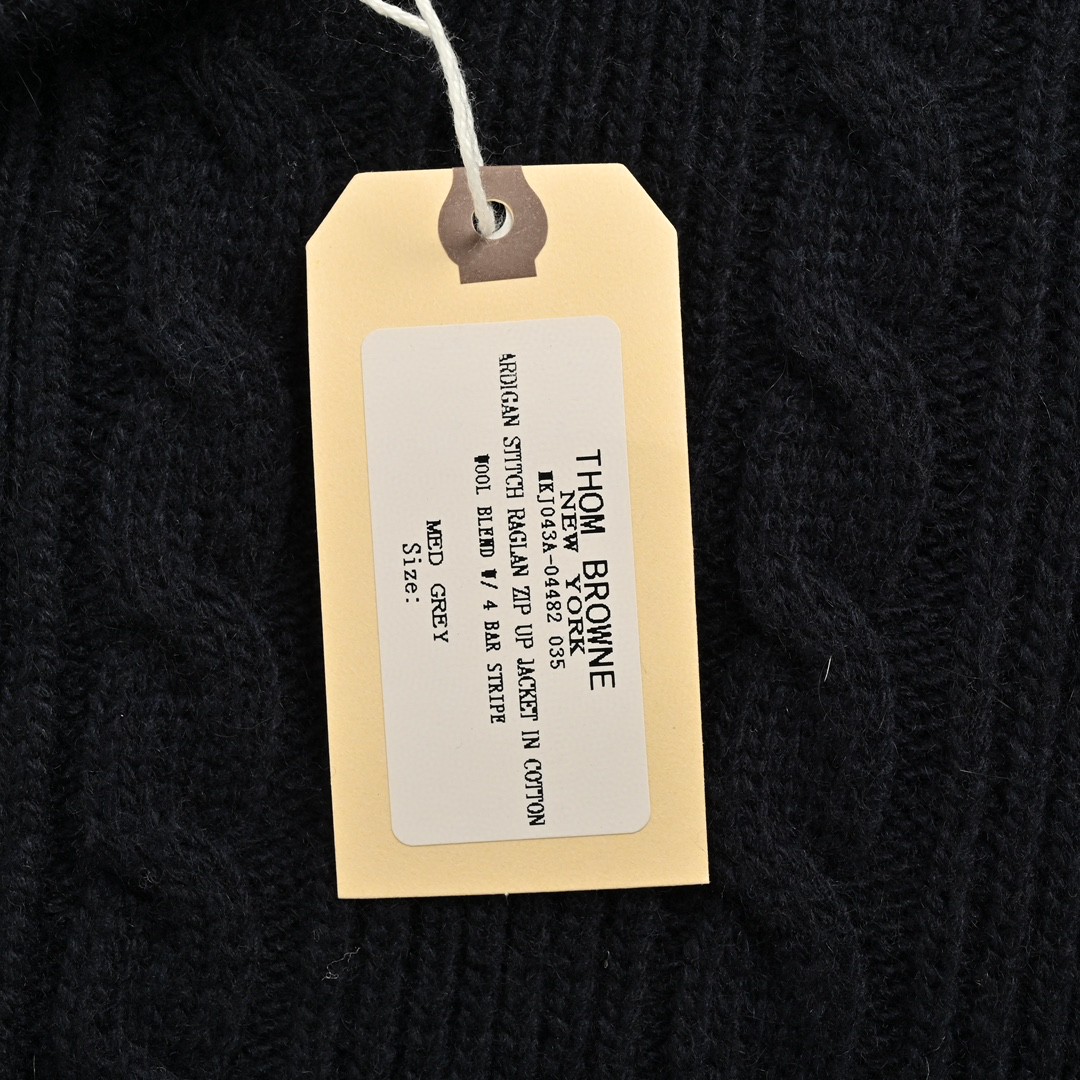 THOM BROWNE
NEW YORK
MKJ043A-04482 035
ARDIGAN STITCH RAGLAN ZIP UP JACKET IN COTTON
WOOL BLEND W/ 4 BAR STRIPE
MED GREY
Size: